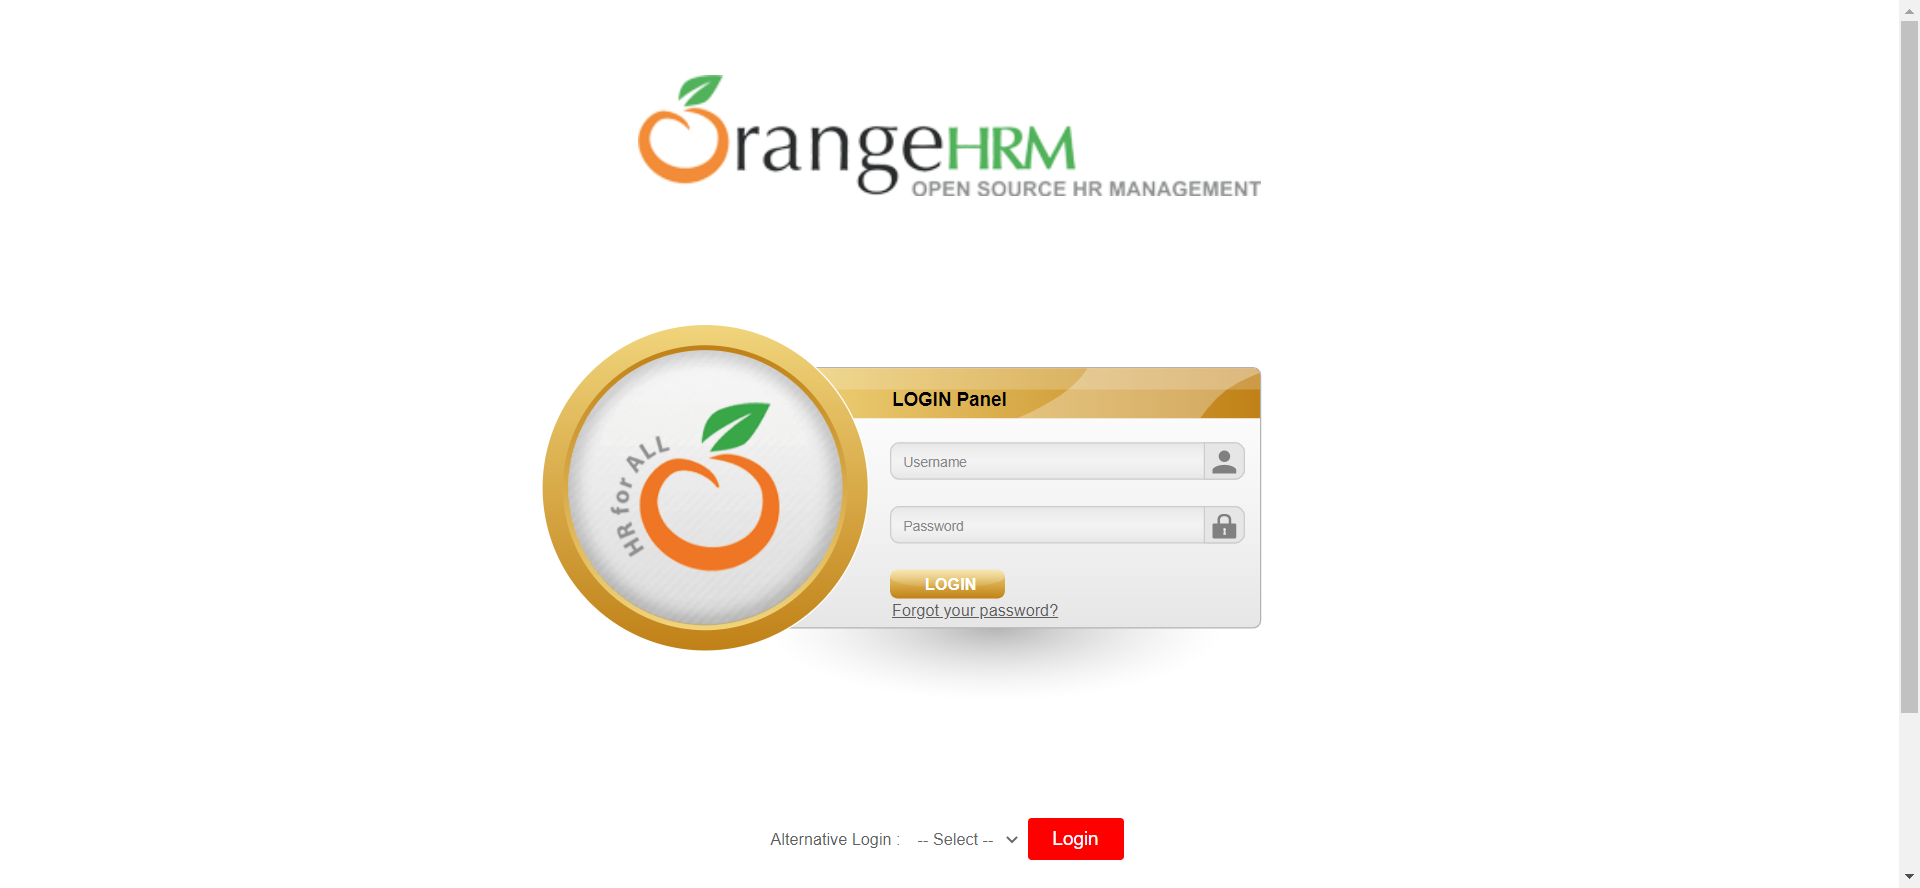 OrangeHRM
OPEN SOURCE HR MANAGEMENT
HR for ALL
LOGIN Panel
Username
Password
LOGIN
Forgot your password?
Alternative Login : -- Select -- Login